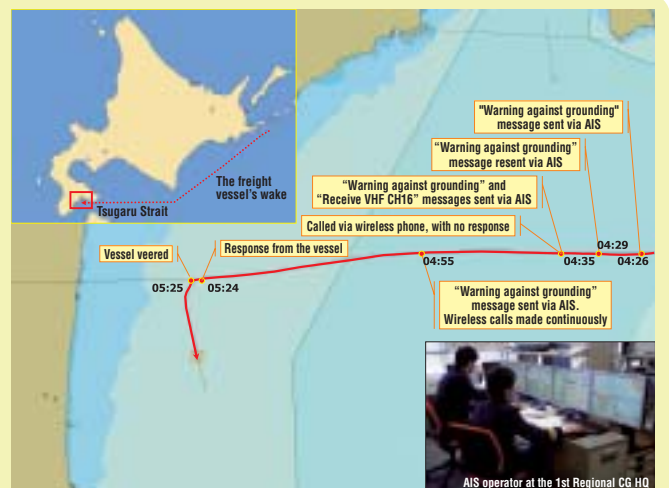 The freight
vessel's wake
Tsugaru Strait
"Warning against grounding"
message sent via AIS
“Warning against grounding”
message resent via AIS
“Warning against grounding” and
“Receive VHF CH16” messages sent via AIS
Called via wireless phone, with no response
Vessel veered
Response from the vessel
04:29
04:55
04:35
04:26
05:25
05:24
“Warning against grounding”
message sent via AIS.
Wireless calls made continuously
AIS operator at the 1st Regional CG HQ